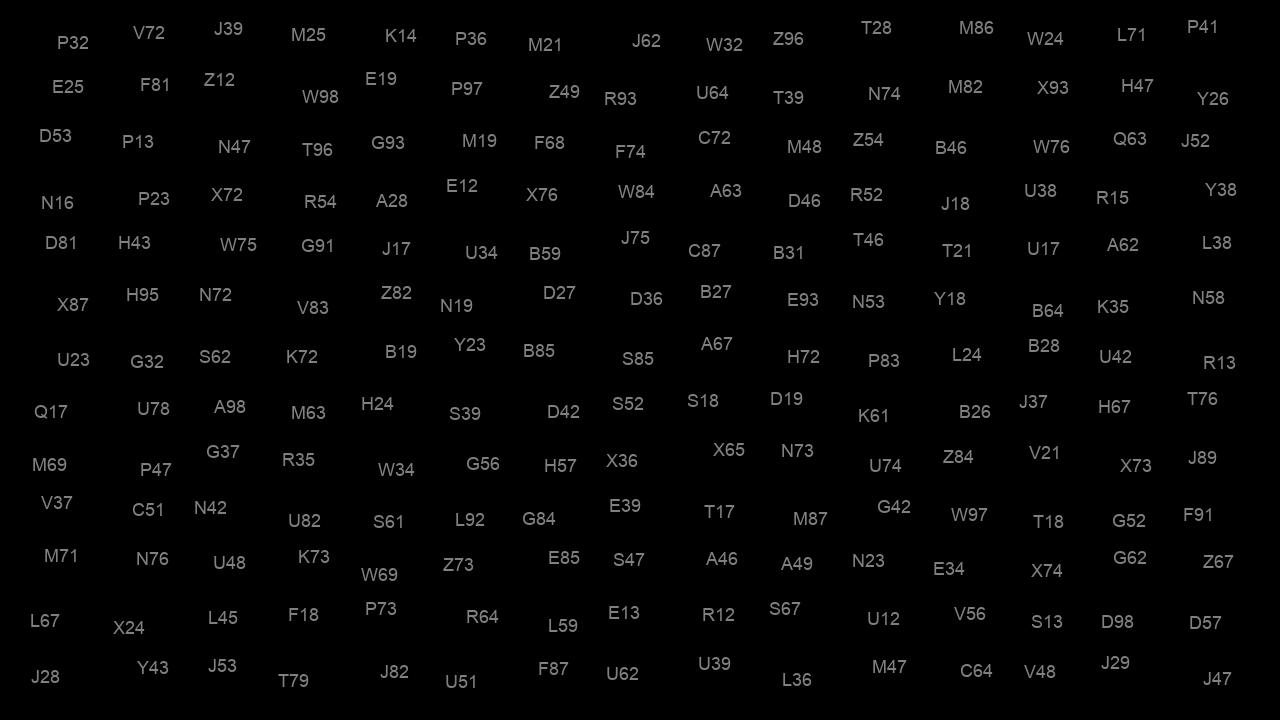 P32 V72 J39 M25 K14 P36 M21 J62 W32 Z96 T28 M86 W24 L71 P41
E25 F81 Z12 W98 E19 P97 Z49 R93 U64 T39 N74 M82 X93 H47 Y26
D53 P13 N47 T96 G93 M19 F68 F74 C72 M48 Z54 B46 W76 Q63 J52
N16 P23 X72 R54 A28 E12 X76 W84 A63 D46 R52 J18 U38 R15 Y38
D81 H43 W75 G91 J17 U34 B59 J75 C87 B31 T46 T21 U17 A62 L38
X87 H95 N72 V83 Z82 N19 D27 D36 B27 E93 N53 Y18 B64 K35 N58
U23 G32 S62 K72 B19 Y23 B85 S85 A67 H72 P83 L24 B28 U42 R13
Q17 U78 A98 M63 H24 S39 D42 S52 S18 D19 K61 B26 J37 H67 T76
M69 P47 G37 R35 W34 G56 H57 X36 X65 N73 U74 Z84 V21 X73 J89
V37 C51 N42 U82 S61 L92 G84 E39 T17 M87 G42 W97 T18 G52 F91
M71 N76 U48 K73 W69 Z73 E85 S47 A46 A49 N23 E34 X74 G62 Z67
L67 X24 L45 F18 P73 R64 L59 E13 R12 S67 U12 V56 S13 D98 D57
J28 Y43 J53 T79 J82 U51 F87 U62 U39 L36 M47 C64 V48 J29 J47